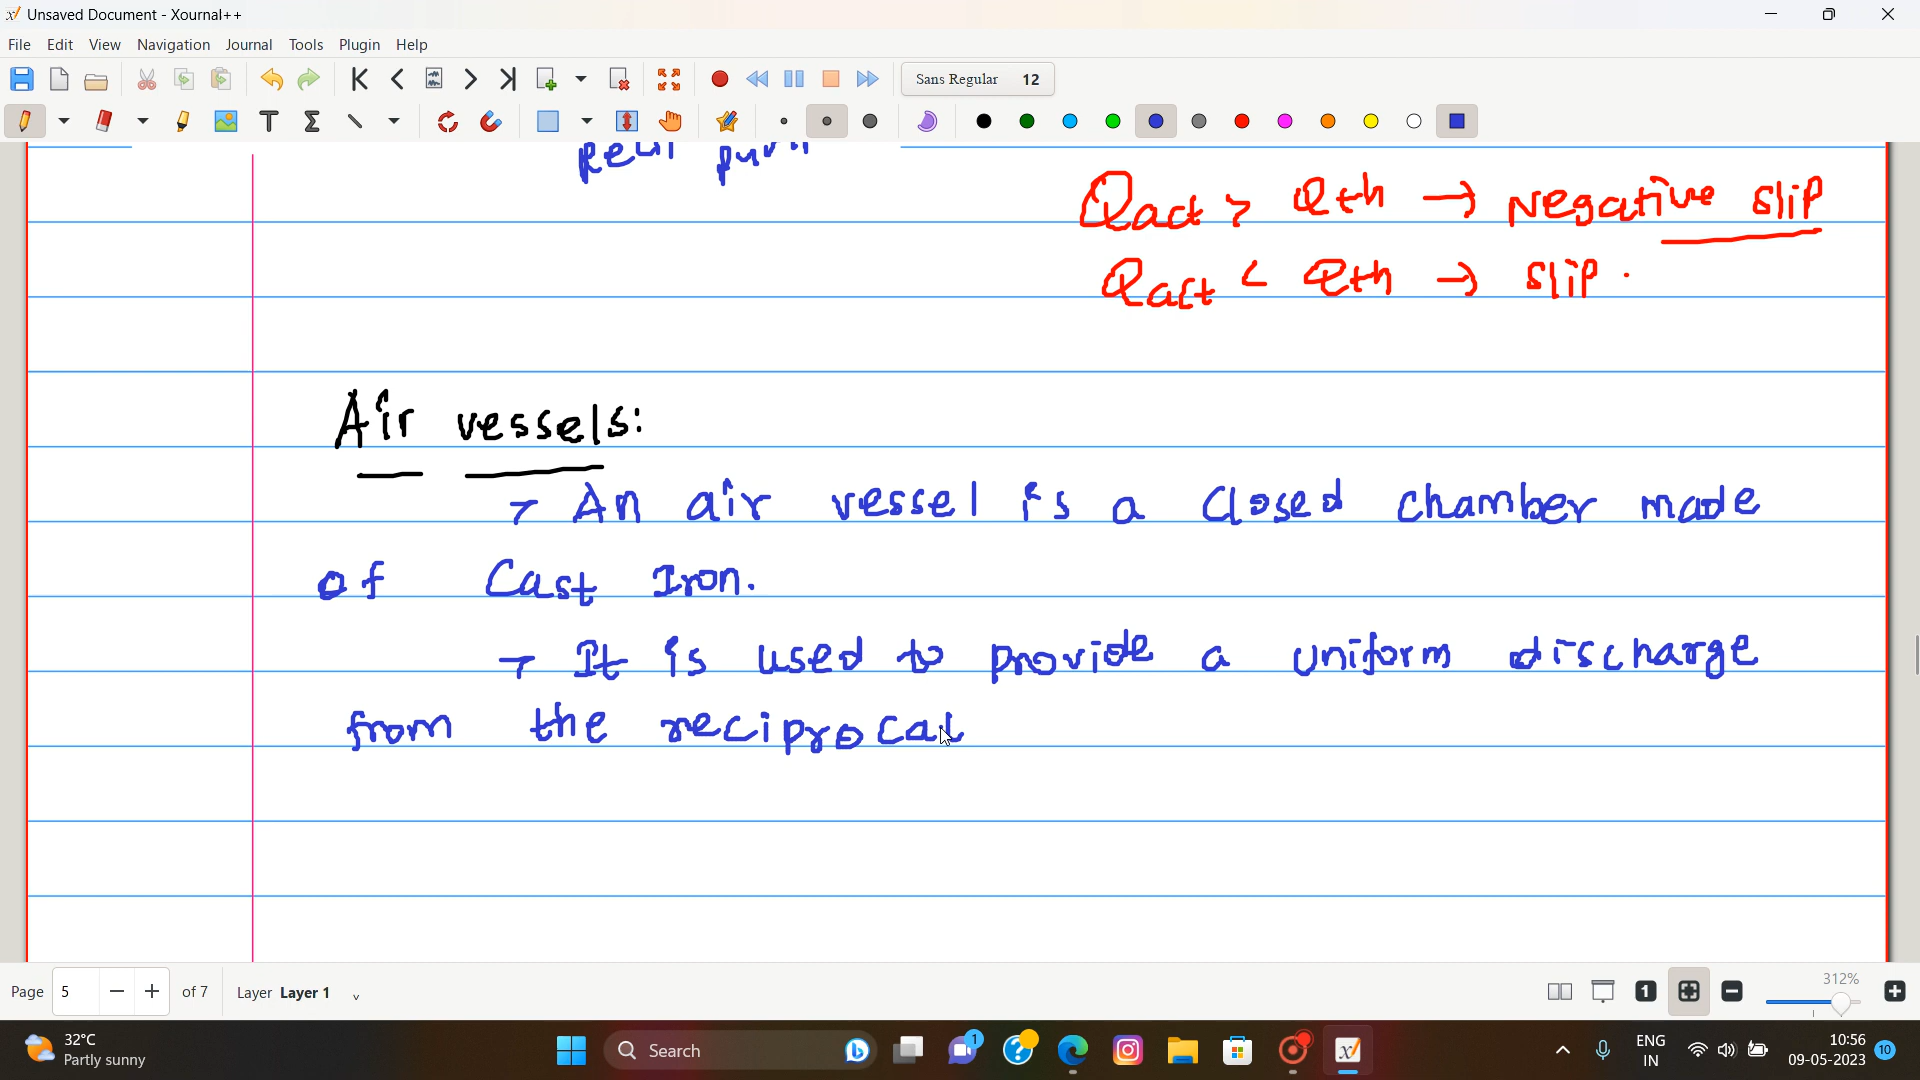 Unsaved Document - Xournal++
File Edit View Navigation Journal Tools Plugin Help
Sans Regular 12
Qact > Qth → Negative slip
Qact < Qth → slip.
Air vessels:
→ An air vessel is a closed chamber made
of Cast Iron.
→ It is used to provide a uniform discharge
from the reciprocat
Page 5 of 7 Layer Layer 1
312%
32°C
Partly sunny
Search
1
ENG
IN
10:56
09-05-2023
10